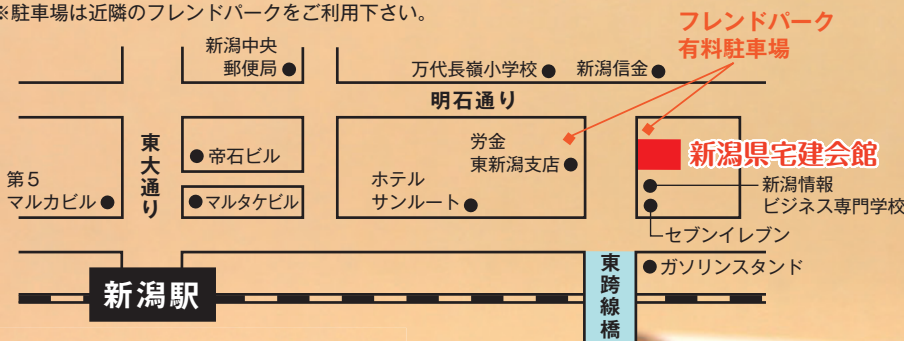 ※駐車場は近隣のフレンドパークをご利用下さい。
フレンドパーク
有料駐車場
新潟中央
郵便局
万代長嶺小学校
新潟信金
明石通り
東大通り
帝石ビル
マルタケビル
第5
マルカビル
ホテル
サンルート
労金
東新潟支店
新潟県宅建会館
新潟情報
ビジネス専門学校
セブンイレブン
ガソリンスタンド
新潟駅
東跨線橋